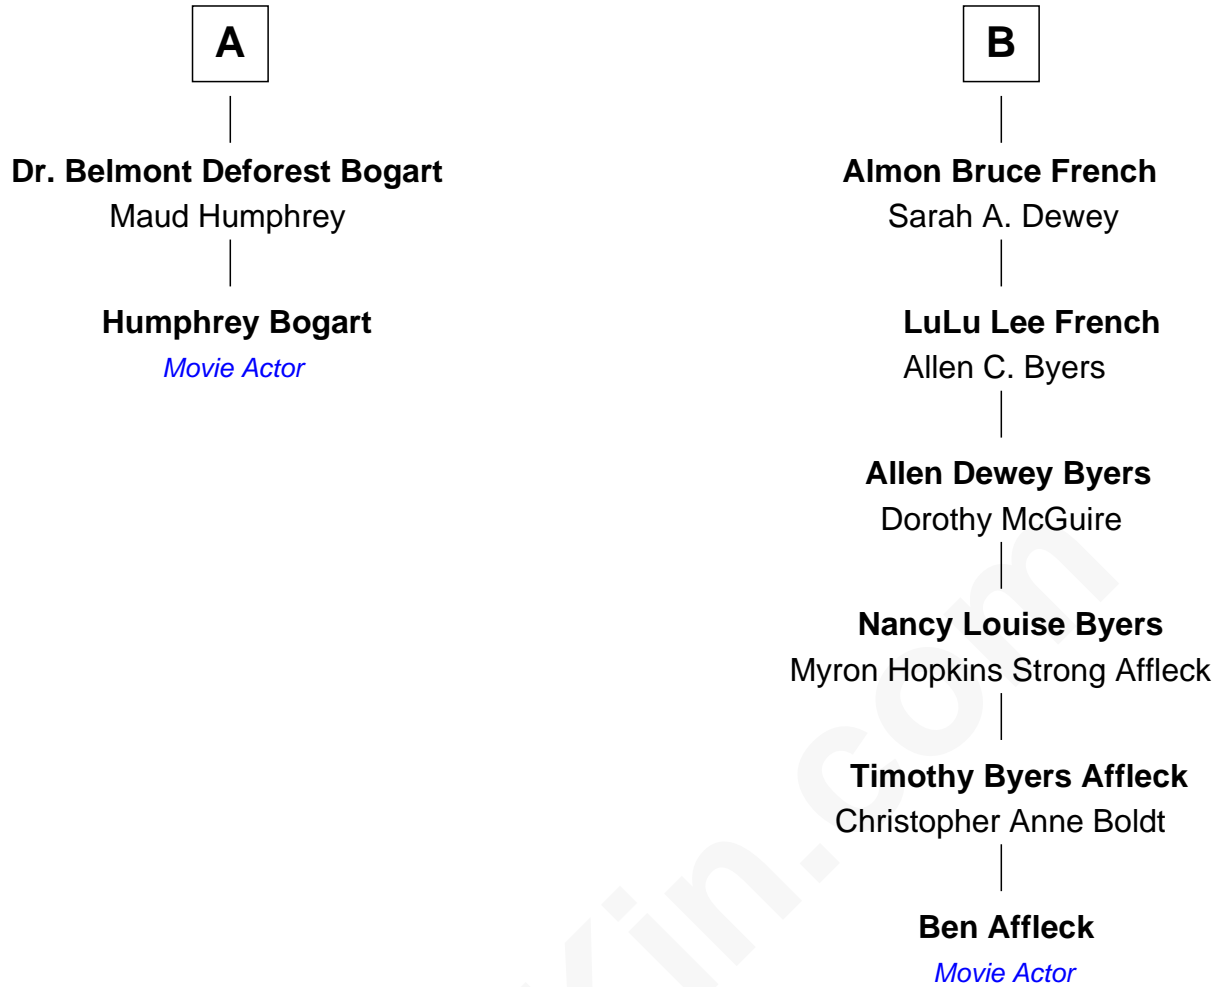 A
Dr. Belmont Deforest Bogart
Maud Humphrey
Humphrey Bogart
Movie Actor
B
Almon Bruce French
Sarah A. Dewey
LuLu Lee French
Allen C. Byers
Allen Dewey Byers
Dorothy McGuire
Nancy Louise Byers
Myron Hopkins Strong Affleck
Timothy Byers Affleck
Christopher Anne Boldt
Ben Affleck
Movie Actor
Kin.com